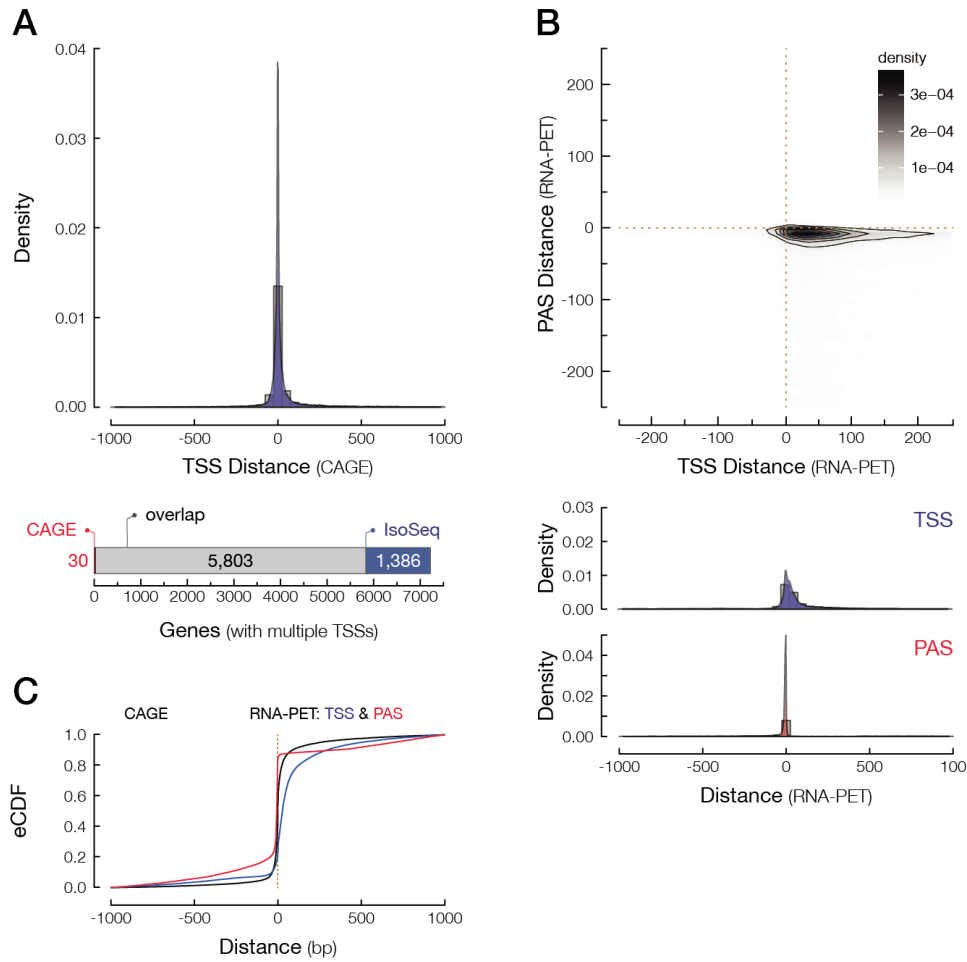 A
0.04
0.03
0.02
0.01
0.00
Density
-1000 -500 0 500 1000
TSS Distance (CAGE)
CAGE
overlap
IsoSeq
30
5,803
1,386
0 1000 2000 3000 4000 5000 6000 7000
Genes (with multiple TSSs)
B
density
3e−04
2e−04
1e−04
200
100
0
-100
-200
PAS Distance (RNA-PET)
-200 -100 0 100 200
TSS Distance (RNA-PET)
TSS
0.03
0.02
0.01
0.00
Density
PAS
0.04
0.02
0.00
Density
-1000 -500 0 500 100
Distance (RNA-PET)
C
CAGE RNA-PET: TSS & PAS
1.0
0.8
0.6
0.4
0.2
0.0
eCDF
-1000 -500 0 500 1000
Distance (bp)